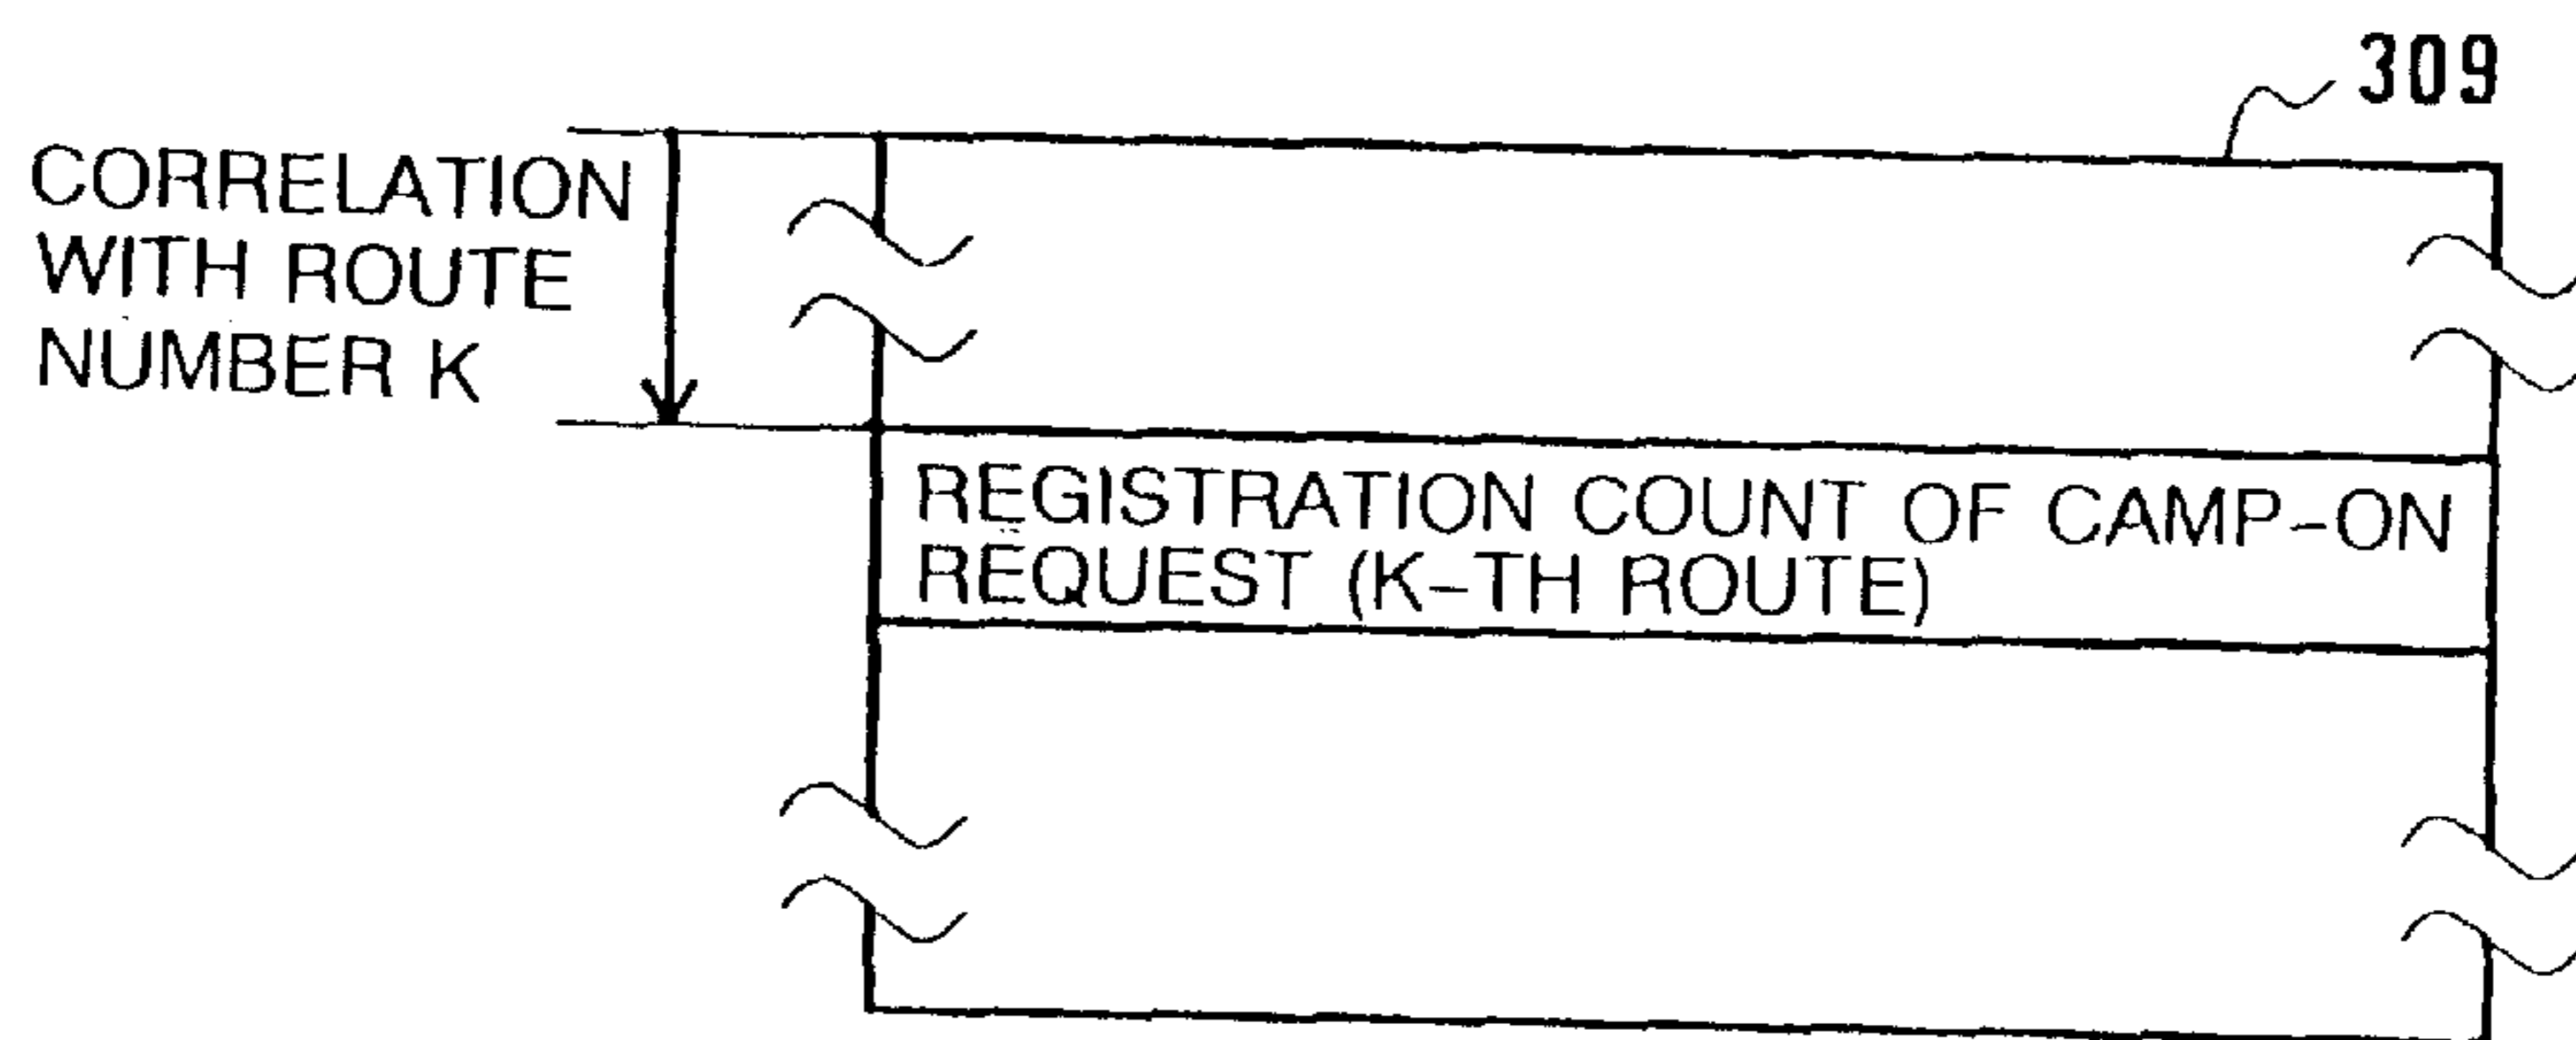 309
CORRELATION
WITH ROUTE
NUMBER K
REGISTRATION COUNT OF CAMP-ON
REQUEST (K-TH ROUTE)